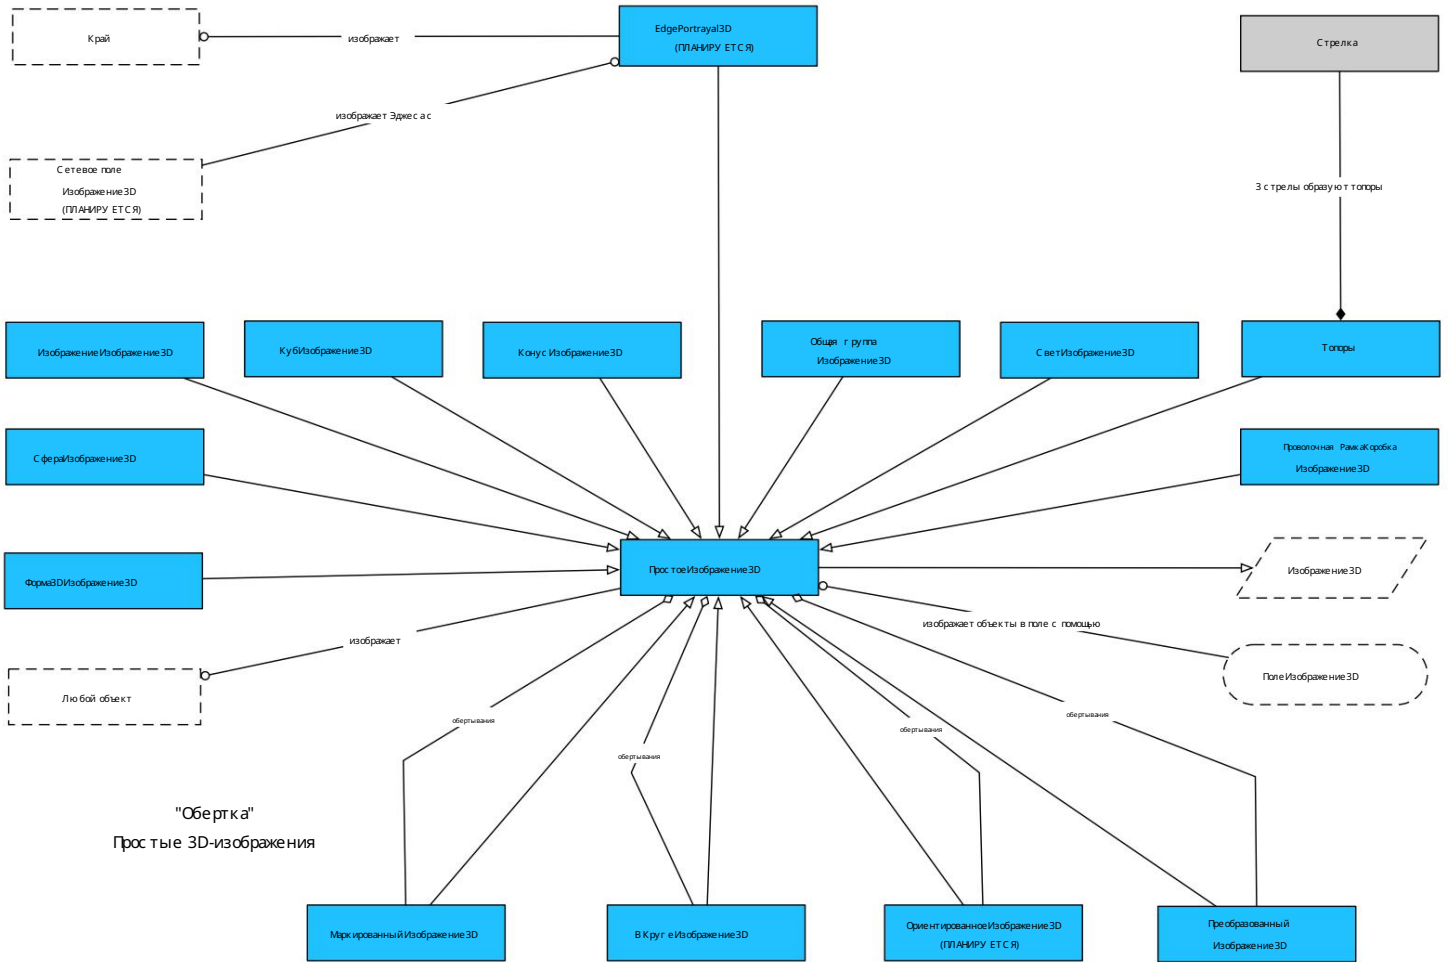 Край
изображает
EdgePortrayal3D
(ПЛАНИРУЕТСЯ)
Стрелка
изображает Эджес ас
Сетевое поле
Изображение3D
(ПЛАНИРУЕТСЯ)
3 стрелы образуют топоры
ИзображениеИзображение3D
КубИзображение3D
Конус Изображение3D
Общая группа
Изображение3D
СветИзображение3D
Топоры
СфераИзображение3D
Проволочная РамкаКоробка
Изображение3D
Форма3DИзображение3D
ПростоеИзображение3D
Изображение3D
изображает
изображает объекты в поле с помощью
Любой объект
ПолеИзображение3D
обертывания
обертывания
обертывания
обертывания
"Обертка"
Простые 3D-изображения
МаркированныйИзображение3D
В КругеИзображение3D
ОриентированноеИзображение3D
(ПЛАНИРУЕТСЯ)
Преобразованный
Изображение3D